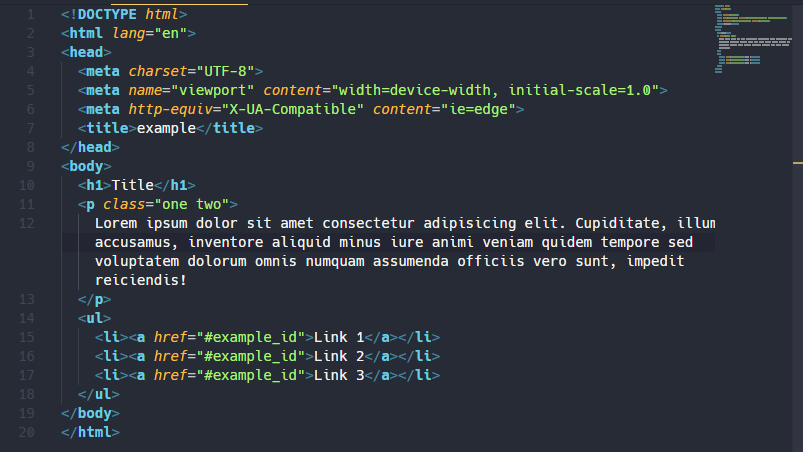 1 <!DOCTYPE html>
2 <html lang="en">
3 <head>
4 <meta charset="UTF-8">
5 <meta name="viewport" content="width=device-width, initial-scale=1.0">
6 <meta http-equiv="X-UA-Compatible" content="ie=edge">
7 <title>example</title>
8 </head>
9 <body>
10 <h1>Title</h1>
11 <p class="one two">
12 Lorem ipsum dolor sit amet consectetur adipisicing elit. Cupiditate, illum
accusamus, inventore aliquid minus iure animi veniam quidem tempore sed
voluptatem dolorum omnis numquam assumenda officiis vero sunt, impedit
reiciendis!
13 </p>
14 <ul>
15 <li><a href="#example_id">Link 1</a></li>
16 <li><a href="#example_id">Link 2</a></li>
17 <li><a href="#example_id">Link 3</a></li>
18 </ul>
19 </body>
20 </html>